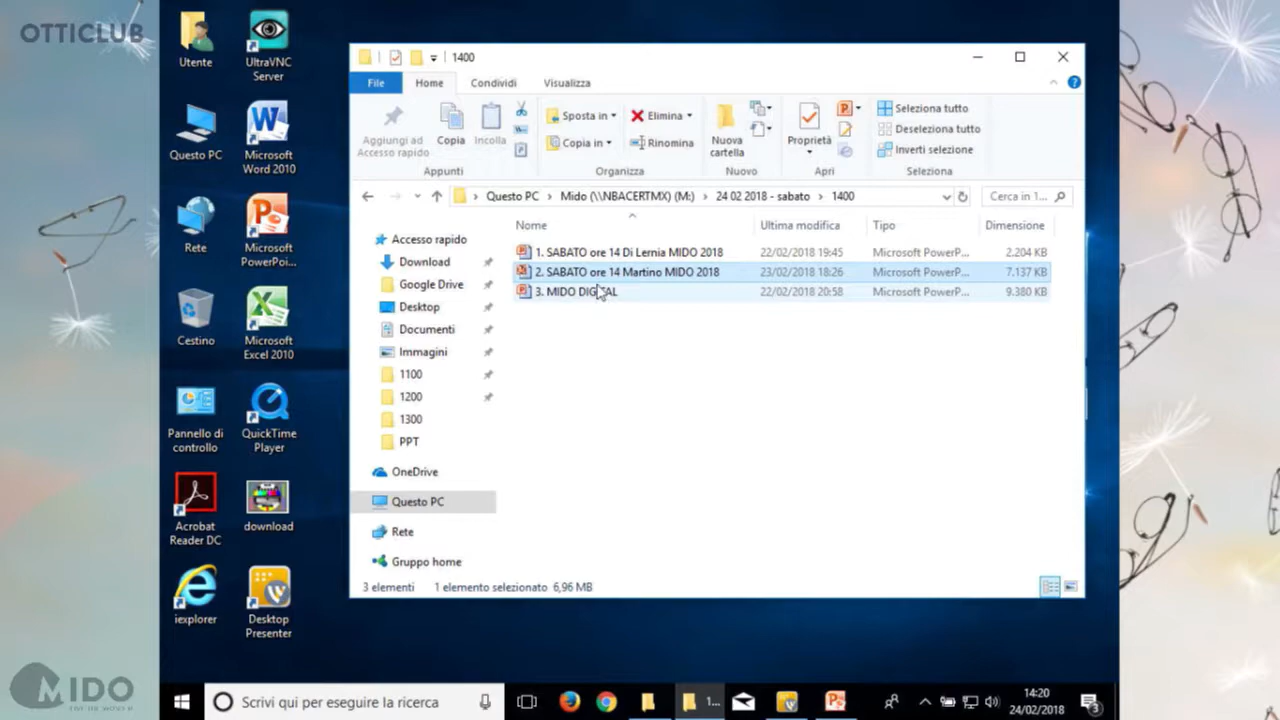 OTTICLUB
Utente
UltraVNC
Server
Questo PC
Microsoft
Word 2010
Rete
Microsoft
PowerPoi...
Cestino
Microsoft
Excel 2010
Pannello di
controllo
QuickTime
Player
Acrobat
Reader DC
download
iexplorer
Desktop
Presenter
1400
File
Home
Condividi
Visualizza
Aggiungi ad
Accesso rapido
Copia
Incolla
Appunti
Sposta in
Copia in
Elimina
Rinomina
Organizza
Nuova
cartella
Nuovo
Proprietà
Apri
Seleziona tutto
Deseleziona tutto
Inverti selezione
Seleziona
Questo PC > Mido (\\NBACERTMX) (M:) > 24 02 2018 - sabato > 1400
Cerca in 1...
Nome Ultima modifica Tipo Dimensione
1. SABATO ore 14 Di Lernia MIDO 2018 22/02/2018 19:45 Microsoft PowerP... 2.204 KB
2. SABATO ore 14 Martino MIDO 2018 23/02/2018 18:26 Microsoft PowerP... 7.137 KB
3. MIDO DIGITAL 22/02/2018 20:58 Microsoft PowerP... 9.380 KB
Accesso rapido
Download
Google Drive
Desktop
Documenti
Immagini
1100
1200
1300
PPT
OneDrive
Questo PC
Rete
Gruppo home
3 elementi 1 elemento selezionato 6,96 MB
MIDO
Scrivi qui per eseguire la ricerca
1...
14:20
24/02/2018
3